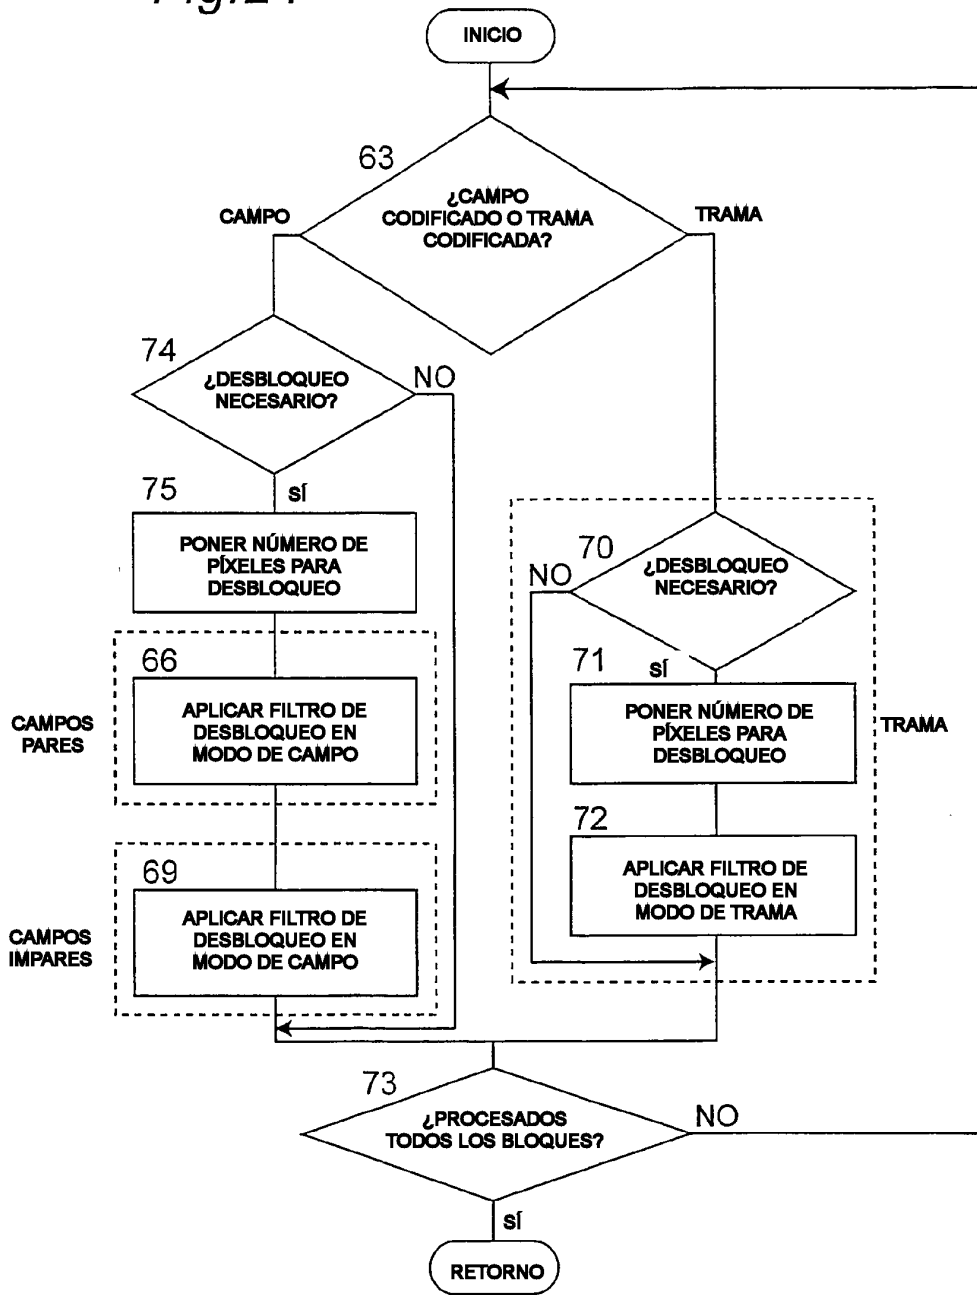 INICIO
63
¿CAMPO
CODIFICADO O TRAMA
CODIFICADA?
CAMPO
TRAMA
74
¿DESBLOQUEO
NECESARIO?
NO
75
SÍ
PONER NÚMERO DE
PÍXELES PARA
DESBLOQUEO
70
¿DESBLOQUEO
NECESARIO?
NO
66
APLICAR FILTRO DE
DESBLOQUEO EN
MODO DE CAMPO
CAMPOS
PARES
71
SÍ
PONER NÚMERO DE
PÍXELES PARA
DESBLOQUEO
TRAMA
72
APLICAR FILTRO DE
DESBLOQUEO EN
MODO DE TRAMA
69
APLICAR FILTRO DE
DESBLOQUEO EN
MODO DE CAMPO
CAMPOS
IMPARES
73
¿PROCESADOS
TODOS LOS BLOQUES?
NO
SÍ
RETORNO